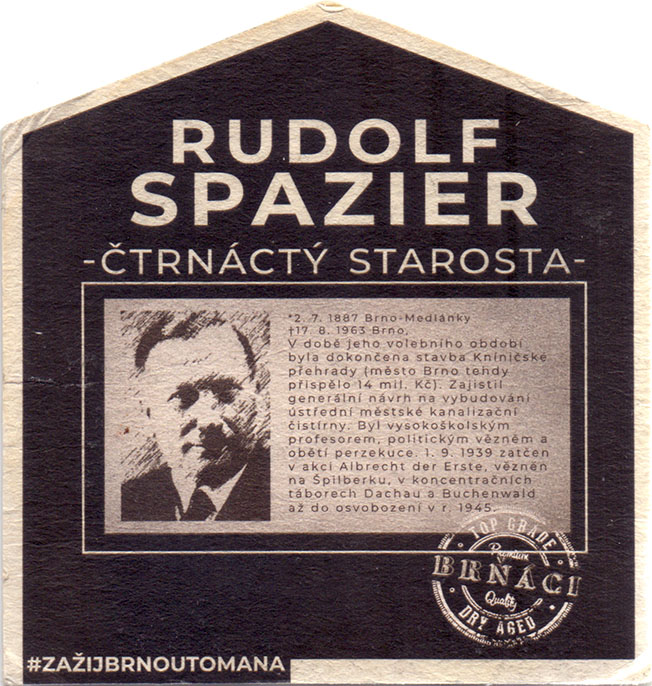 RUDOLF
SPAZIER
-ČTRNÁCTÝ STAROSTA-
*2. 7. 1887 Brno-Medlánky
†17. 8. 1963 Brno,
V době jeho volebního období
byla dokončena stavba Kníničské
přehrady (město Brno tehdy
přispělo 14 mil. Kč). Zajistil
generální návrh na vybudování
ústřední městské kanalizační
čistírny. Byl vysokoškolským
profesorem, politickým vězněm a
obětí perzekuce. 1. 9. 1939 zatčen
v akci Albrecht der Erste, vězněn
na Špilberku, v koncentračních
táborech Dachau a Buchenwald
až do osvobození v r. 1945.
TOP GRADE
Premium
BRŇÁCI
Quality
DRY AGED
#ZAŽIJBRNOUTOMANA